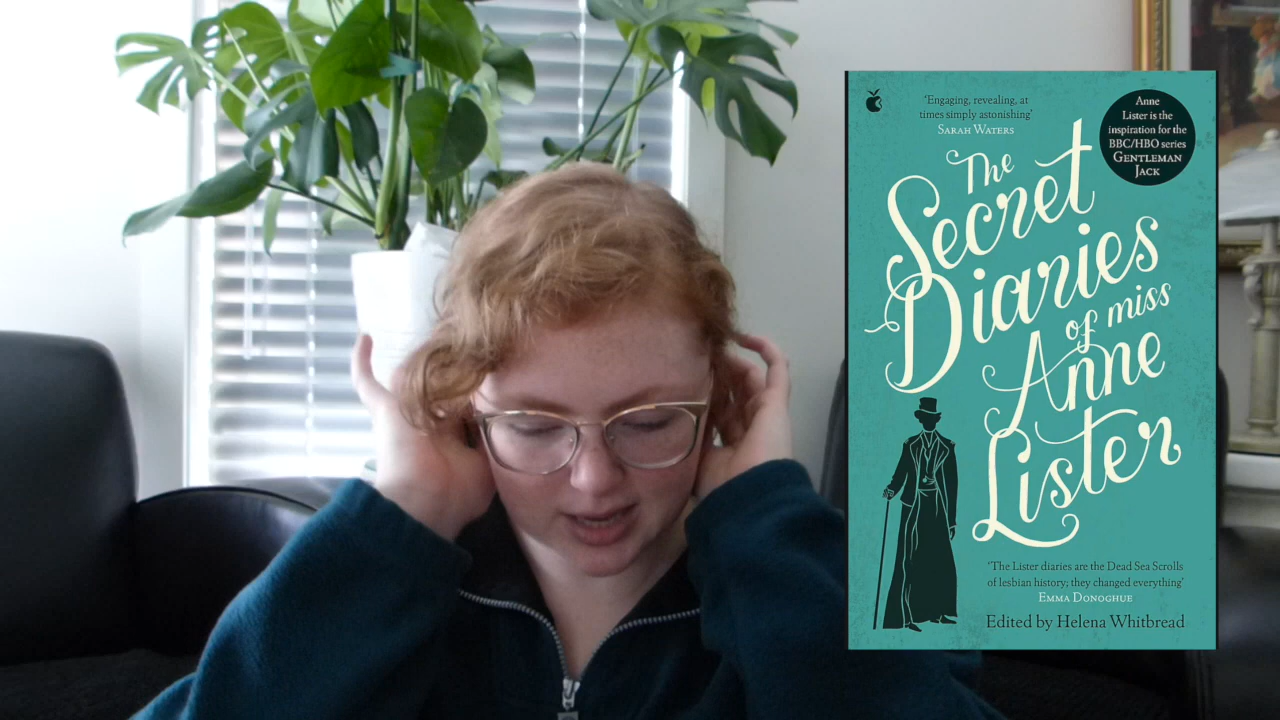 'Engaging, revealing, at
times simply astonishing'
SARAH WATERS
Anne
Lister is the
inspiration for the
BBC/HBO series
GENTLEMAN
JACK
The
Secret
Diaries
of miss
Anne
Lister
'The Lister diaries are the Dead Sea Scrolls
of lesbian history; they changed everything'
EMMA DONOGHUE
Edited by Helena Whitbread